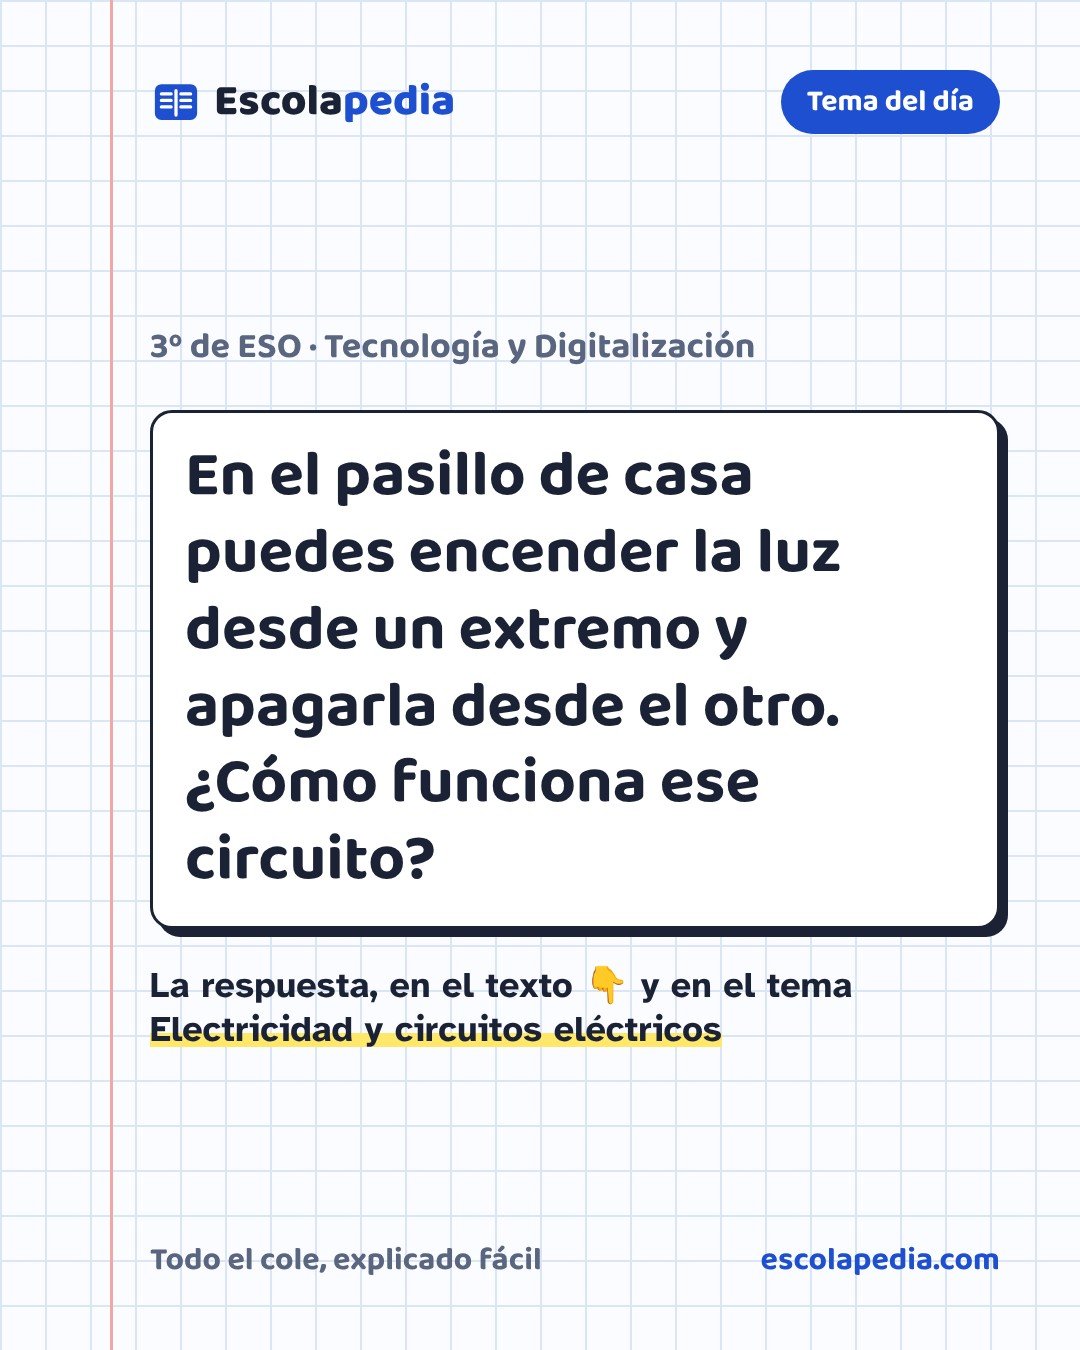 Escolapedia
Tema del día
3º de ESO · Tecnología y Digitalización
En el pasillo de casa
puedes encender la luz
desde un extremo y
apagarla desde el otro.
¿Cómo funciona ese
circuito?
La respuesta, en el texto 👇 y en el tema
Electricidad y circuitos eléctricos
Todo el cole, explicado fácil
escolapedia.com